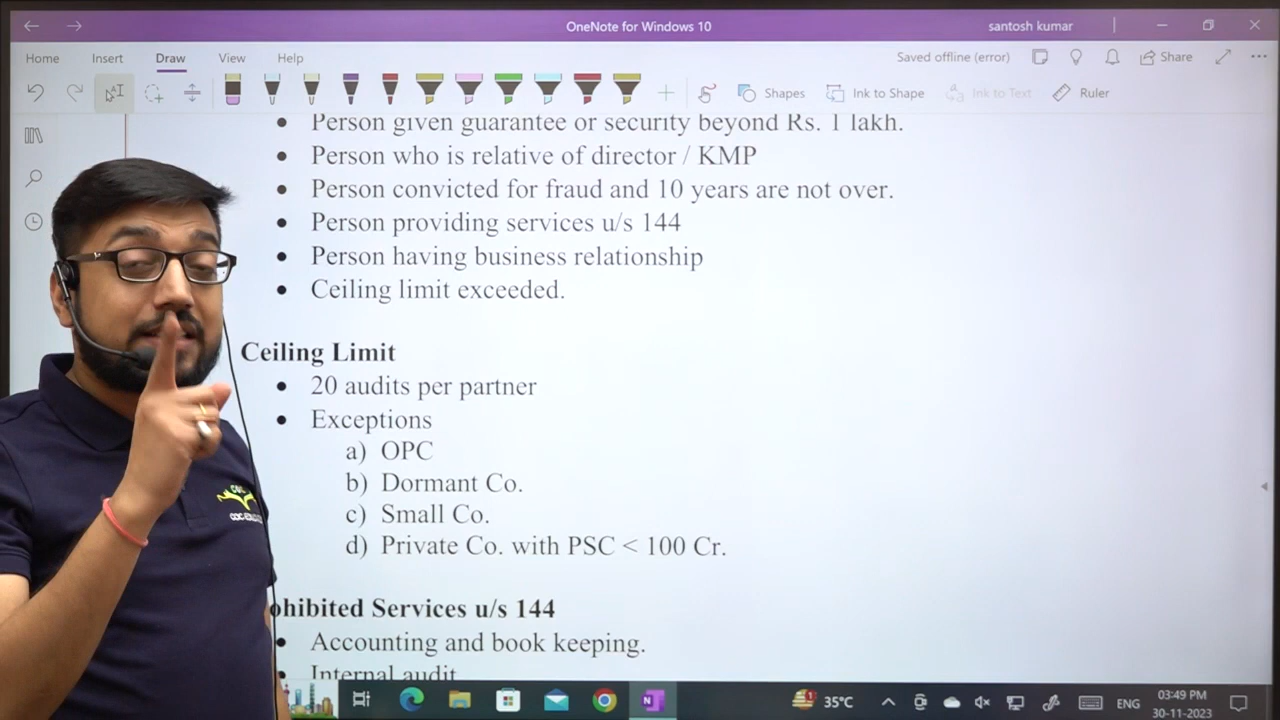 OneNote for Windows 10
santosh kumar
Home Insert Draw View Help
Saved offline (error)
Share
Shapes
Ink to Shape
Ink to Text
Ruler
• Person given guarantee or security beyond Rs. 1 lakh.
• Person who is relative of director / KMP
• Person convicted for fraud and 10 years are not over.
• Person providing services u/s 144
• Person having business relationship
• Ceiling limit exceeded.
Ceiling Limit
• 20 audits per partner
• Exceptions
a) OPC
b) Dormant Co.
c) Small Co.
d) Private Co. with PSC < 100 Cr.
ohibited Services u/s 144
• Accounting and book keeping.
• Internal audit
35°C
ENG
03:49 PM
30-11-2023